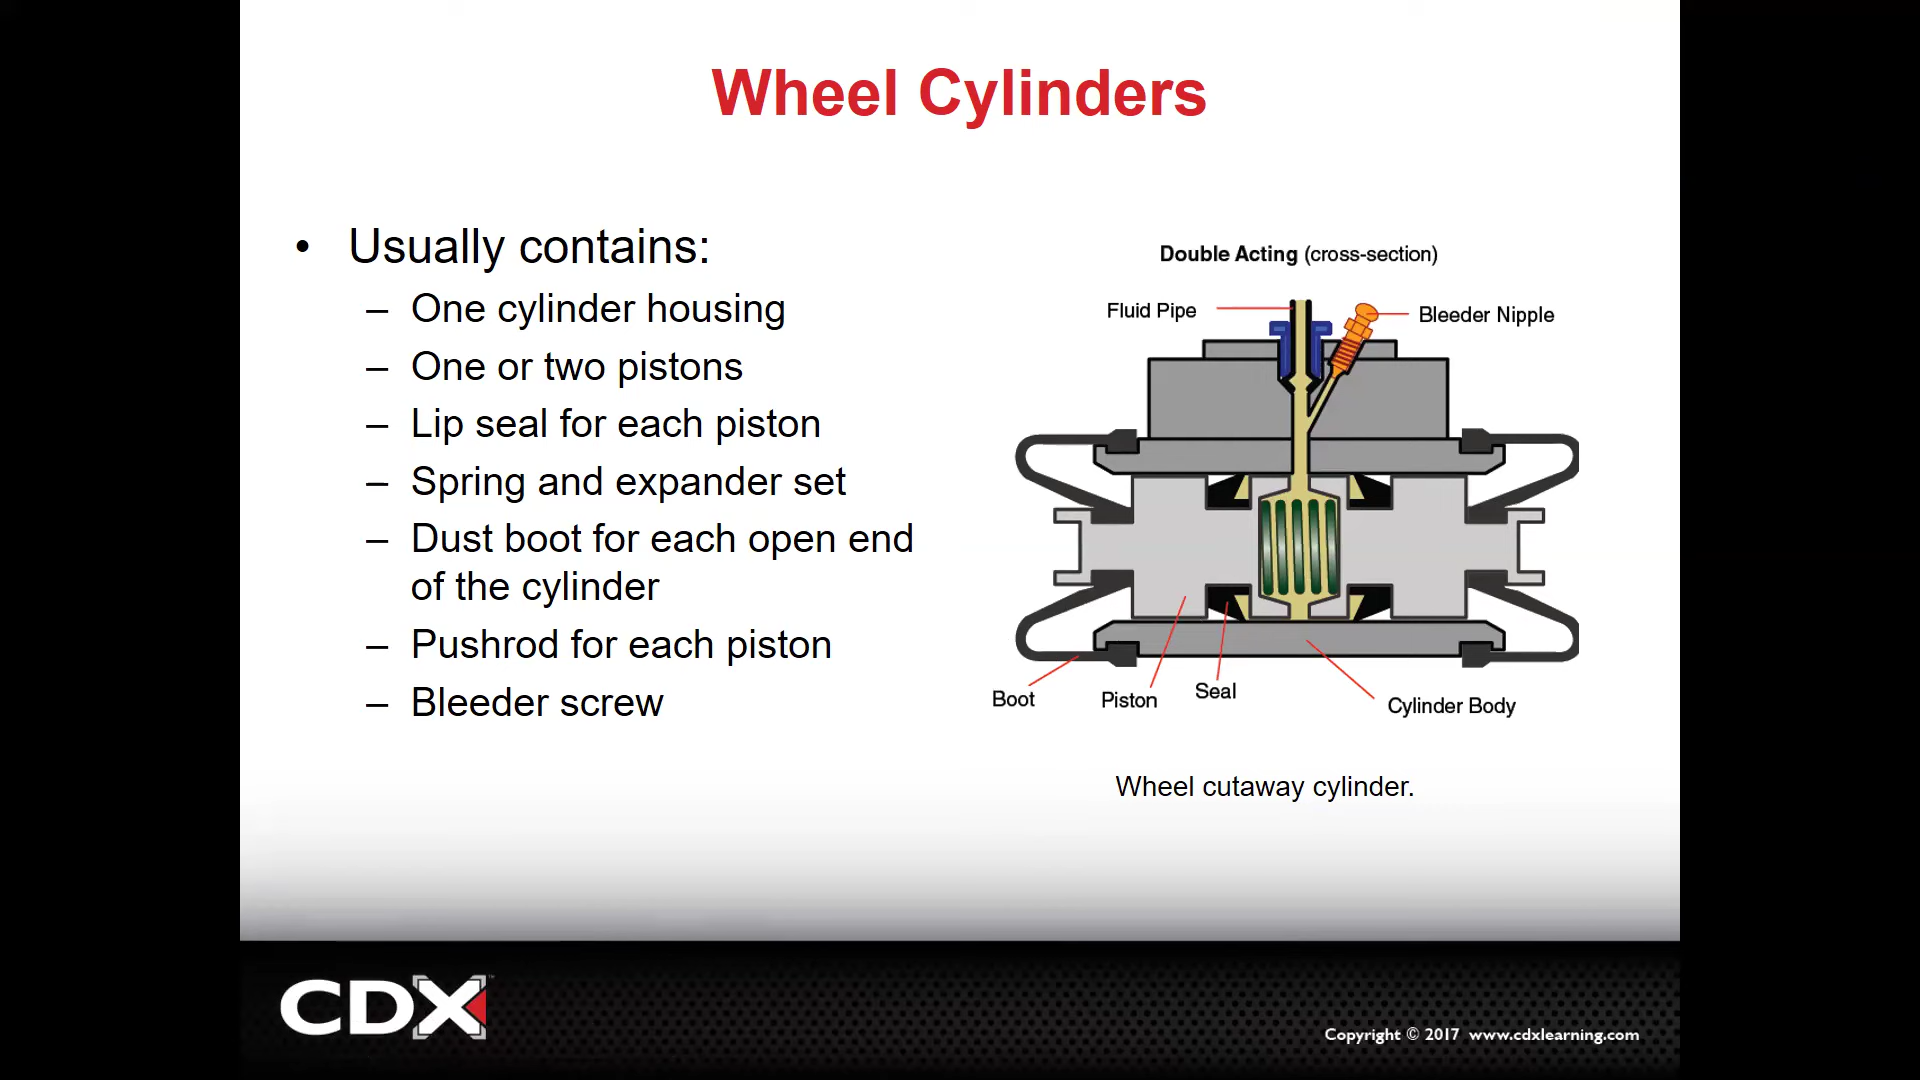 Wheel Cylinders
• Usually contains:
– One cylinder housing
– One or two pistons
– Lip seal for each piston
– Spring and expander set
– Dust boot for each open end
of the cylinder
– Pushrod for each piston
– Bleeder screw
Double Acting (cross-section)
Fluid Pipe
Bleeder Nipple
Boot
Piston
Seal
Cylinder Body
Wheel cutaway cylinder.
CDX™
Copyright © 2017 www.cdxlearning.com